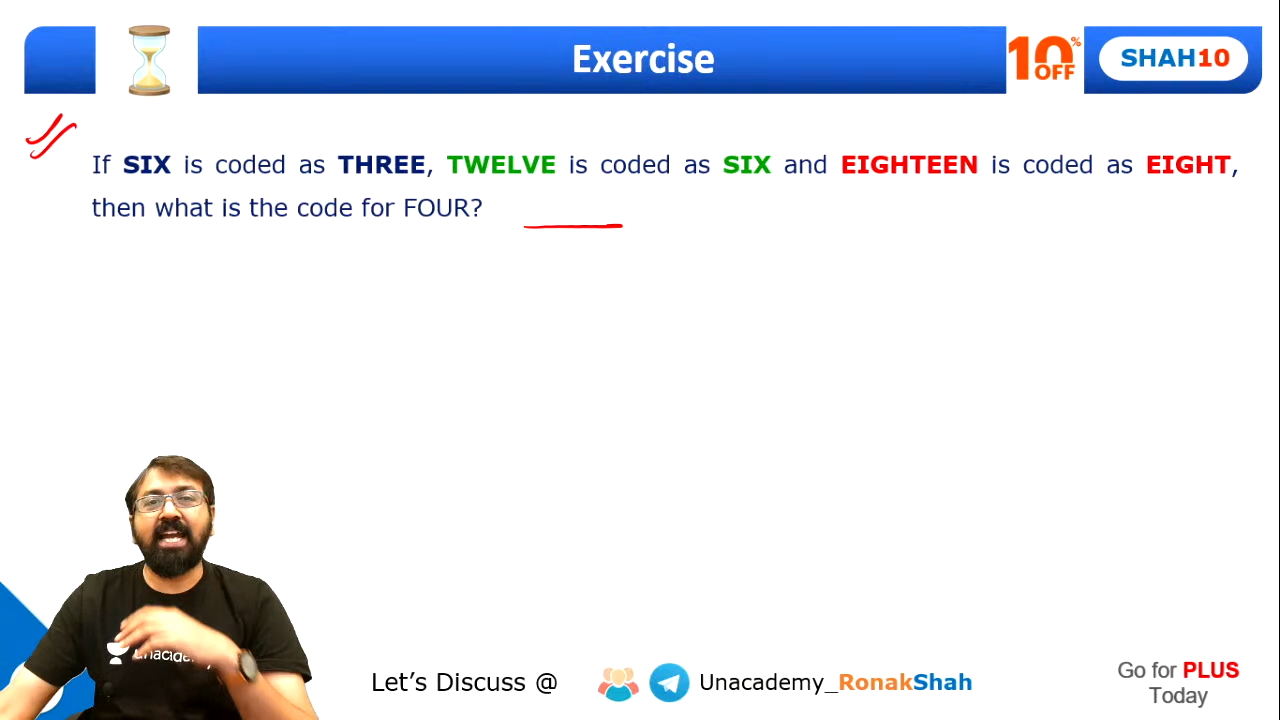 Exercise
10% OFF
SHAH10
If SIX is coded as THREE, TWELVE is coded as SIX and EIGHTEEN is coded as EIGHT,
then what is the code for FOUR?
unacademy
Let's Discuss @
Unacademy_RonakShah
Go for PLUS
Today